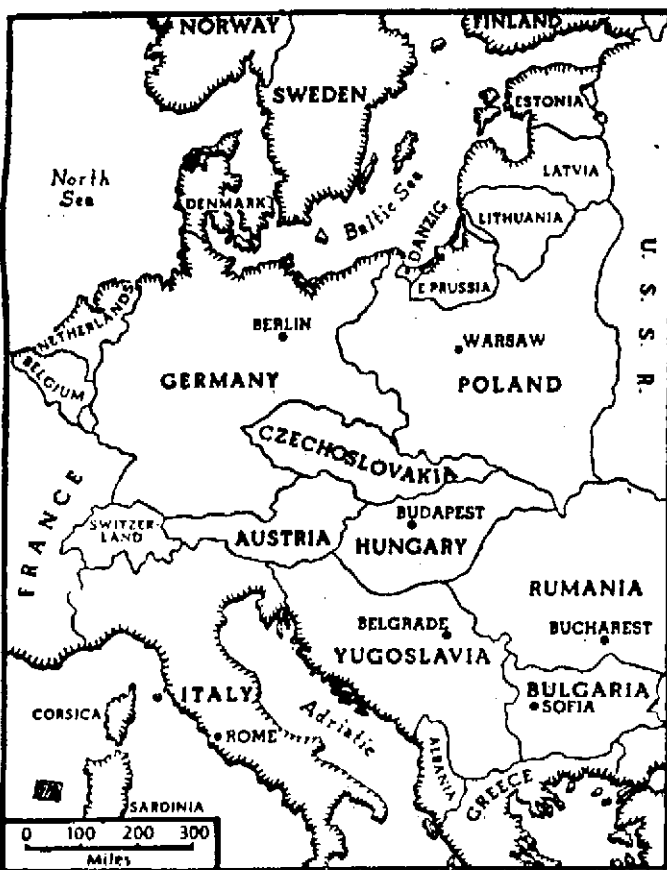 NORWAY
FINLAND
SWEDEN
ESTONIA
North
Sea
LATVIA
DENMARK
Baltic Sea
LITHUANIA
DANZIG
E PRUSSIA
U. S. S. R.
NETHERLANDS
BERLIN
WARSAW
BELGIUM
GERMANY
POLAND
CZECHOSLOVAKIA
FRANCE
SWITZER-
LAND
AUSTRIA
BUDAPEST
HUNGARY
RUMANIA
BELGRADE
BUCHAREST
YUGOSLAVIA
ITALY
BULGARIA
SOFIA
CORSICA
Adriatic
ROME
ALBANIA
GREECE
SARDINIA
0 100 200 300
Miles